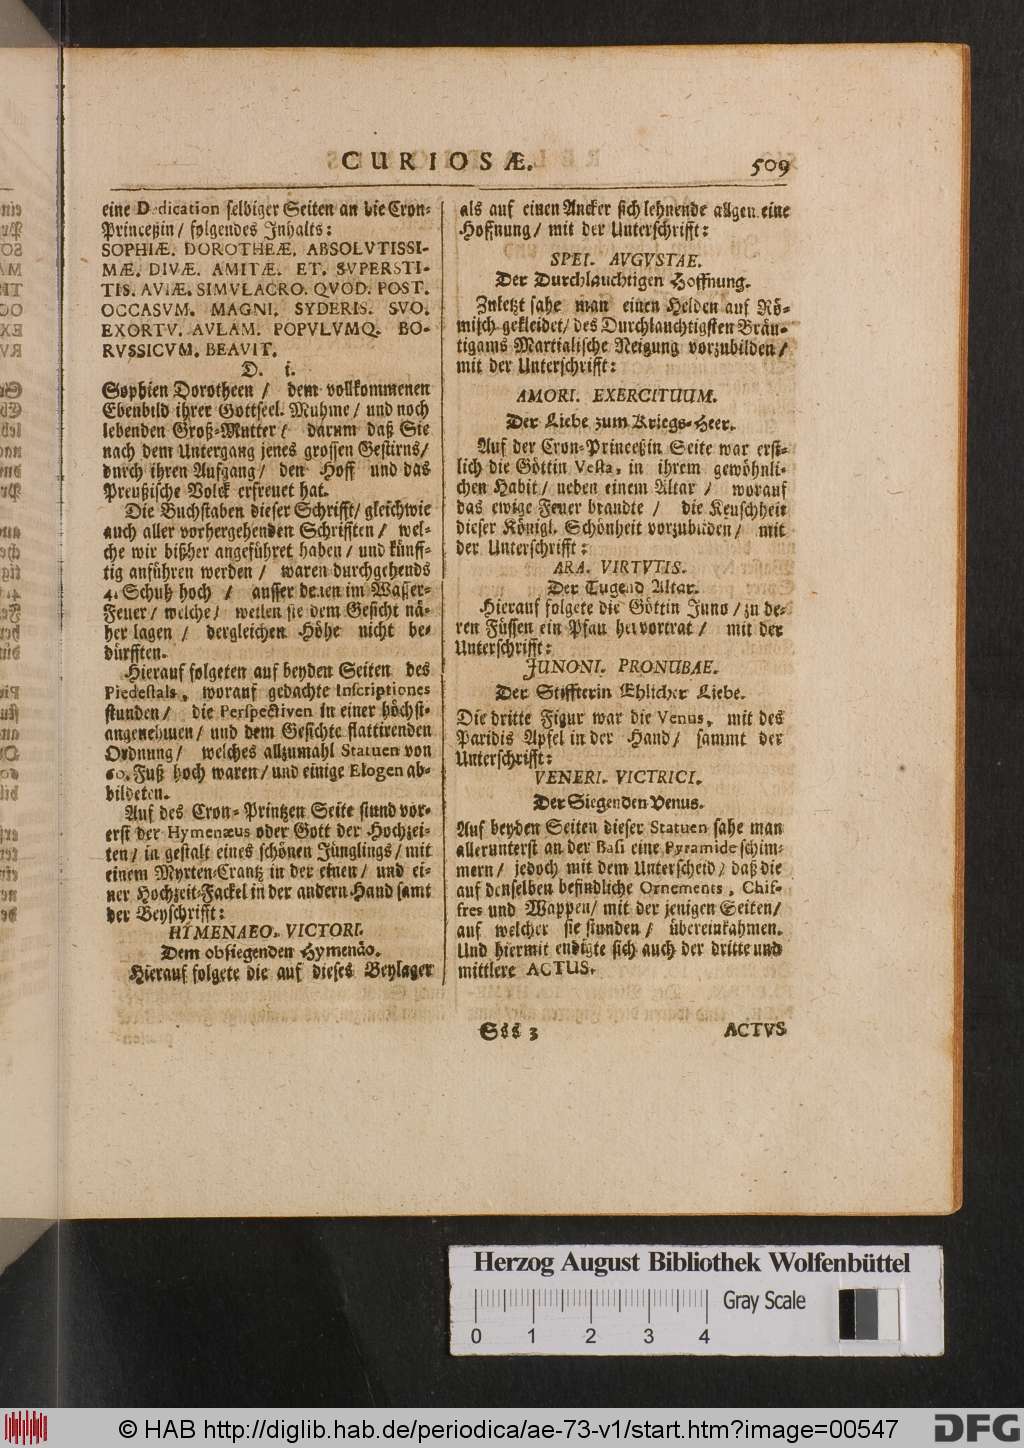 CURIOSÆ. 509
eine Dedication selbiger Seiten an die Cron-
Princeßin / folgendes Inhalts:
SOPHIÆ. DOROTHEÆ. ABSOLVTISSI-
MÆ. DIVÆ. AMITÆ. ET. SVPERSTI-
TIS. AVIÆ. SIMVLACRO. QVOD. POST.
OCCASVM. MAGNI. SYDERIS. SVO.
EXORTV. AVLAM. POPVLVMQ. BO-
RVSSICVM. BEAVIT.
D. i.
Sophien Dorotheen / dem vollkommenen
Ebenbild ihrer Gottseel. Muhme / und noch
lebenden Groß-Mutter / darum daß Sie
nach dem Untergang jenes grossen Gestirns /
durch ihren Aufgang / den Hoff und das
Preußische Volck erfreuet hat.
Die Buchstaben dieser Schrifft / gleichwie
auch aller vorhergehenden Schrifften / wel-
che wir bißher angeführet haben / und künff-
tig anführen werden / waren durchgehends
4. Schuh hoch / ausser denen im Wasser-
Feuer / welche / weilen sie dem Gesicht nä-
her lagen / dergleichen Höhe nicht be-
dürfften.
Hierauf folgeten auf beyden Seiten des
Piedestals, worauf gedachte Inscriptiones
stunden / die Perspectiven in einer höchst-
angenehmen / und dem Gesichte flattirenden
Ordnung / welches allzumahl Statuen von
60. Fuß hoch waren / und einige Elogen ab-
bildeten.
Auf des Cron-Printzen Seite stund vor-
erst der Hymenæus oder Gott der Hochzei-
ten / in gestalt eines schönen Jünglings / mit
einem Myrten-Crantz in der einen / und ei-
ner Hochzeit-Fackel in der andern Hand samt
der Beyschrifft:
HYMENAEO. VICTORI.
Dem obsiegenden Hymenäo.
Hierauf folgete die auf dieses Beylager
als auf einen Ancker sich lehnende allgemeine
Hoffnung / mit der Unterschrifft:
SPEI. AVGVSTAE.
Der Durchlauchtigen Hoffnung.
Zuletzt sahe man einen Helden auf Rö-
misch gekleidet / des Durchlauchtigsten Bräu-
tigams Martialische Neigung vorzubilden /
mit der Unterschrifft:
AMORI. EXERCITUUM.
Der Liebe zum Kriegs-Heer.
Auf der Cron-Princeßin Seite war erst-
lich die Göttin Vesta, in ihrem gewöhnli-
chen Habit / neben einem Altar / worauf
das ewige Feuer brandte / die Keuschheit
dieser Königl. Schönheit vorzubilden / mit
der Unterschrifft:
ARA. VIRTVTIS.
Der Tugend Altar.
Hierauf folgete die Göttin Juno / zu de-
ren Füssen ein Pfau hervortrat / mit der
Unterschrifft:
JUNONI. PRONUBAE.
Der Stiffterin Ehlicher Liebe.
Die dritte Figur war die Venus, mit des
Paridis Apfel in der Hand / sammt der
Unterschrifft:
VENERI. VICTRICI.
Der Siegenden Venus.
Auf beyden Seiten dieser Statuen sahe man
allerunterst an der Basi eine Pyramide schim-
mern / jedoch mit dem Unterscheid / daß die
auf denselben befindliche Ornements, Chif-
fres und Wappen / mit der jenigen Seiten /
auf welcher sie stunden / übereinkahmen.
Und hiermit endigte sich auch der dritte und
mittlere ACTUS.
Sss 3 ACTVS
Herzog August Bibliothek Wolfenbüttel
0 1 2 3 4 Gray Scale
© HAB http://diglib.hab.de/periodica/ae-73-v1/start.htm?image=00547 DFG